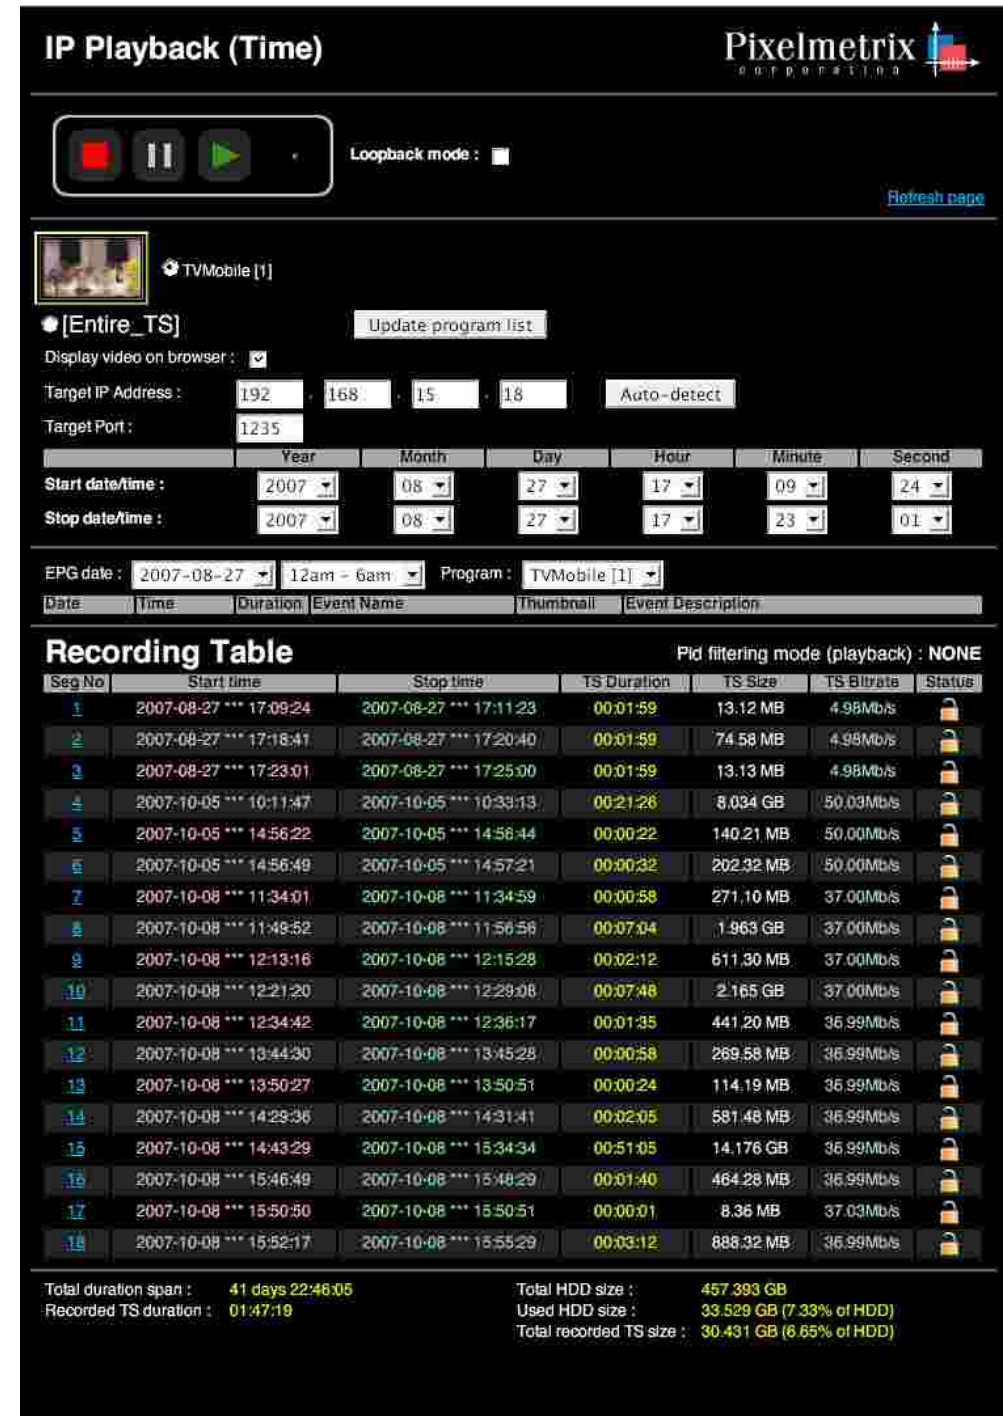 IP Playback (Time)
Pixelmetrix
corporation
Loopback mode :
Refresh page
TVMobile [1]
[Entire_TS]
Update program list
Display video on browser :
Target IP Address : 192 . 168 . 15 . 18 Auto-detect
Target Port : 1235
Year Month Day Hour Minute Second
Start date/time : 2007 08 27 17 09 24
Stop date/time : 2007 08 27 17 23 01
EPG date : 2007-08-27 12am - 6am Program : TVMobile [1]
Date Time Duration Event Name Thumbnail Event Description
Recording Table
Pid filtering mode (playback) : NONE
Seg No Start time Stop time TS Duration TS Size TS Bitrate Status
1 2007-08-27 *** 17:09:24 2007-08-27 *** 17:11:23 00:01:59 13.12 MB 4.98Mb/s
2 2007-08-27 *** 17:18:41 2007-08-27 *** 17:20:40 00:01:59 74.58 MB 4.98Mb/s
3 2007-08-27 *** 17:23:01 2007-08-27 *** 17:25:00 00:01:59 13.13 MB 4.98Mb/s
4 2007-10-05 *** 10:11:47 2007-10-05 *** 10:33:13 00:21:26 8.034 GB 50.03Mb/s
5 2007-10-05 *** 14:56:22 2007-10-05 *** 14:56:44 00:00:22 140.21 MB 50.00Mb/s
6 2007-10-05 *** 14:56:49 2007-10-05 *** 14:57:21 00:00:32 202.32 MB 50.00Mb/s
7 2007-10-08 *** 11:34:01 2007-10-08 *** 11:34:59 00:00:58 271.10 MB 37.00Mb/s
8 2007-10-08 *** 11:49:52 2007-10-08 *** 11:56:56 00:07:04 1.963 GB 37.00Mb/s
9 2007-10-08 *** 12:13:16 2007-10-08 *** 12:15:28 00:02:12 611.30 MB 37.00Mb/s
10 2007-10-08 *** 12:21:20 2007-10-08 *** 12:29:08 00:07:48 2.165 GB 37.00Mb/s
11 2007-10-08 *** 12:34:42 2007-10-08 *** 12:36:17 00:01:35 441.20 MB 36.99Mb/s
12 2007-10-08 *** 13:44:30 2007-10-08 *** 13:45:28 00:00:58 269.58 MB 36.99Mb/s
13 2007-10-08 *** 13:50:27 2007-10-08 *** 13:50:51 00:00:24 114.19 MB 36.99Mb/s
14 2007-10-08 *** 14:29:36 2007-10-08 *** 14:31:41 00:02:05 581.48 MB 36.99Mb/s
15 2007-10-08 *** 14:43:29 2007-10-08 *** 15:34:34 00:51:05 14.176 GB 36.99Mb/s
16 2007-10-08 *** 15:46:49 2007-10-08 *** 15:48:29 00:01:40 464.28 MB 36.99Mb/s
17 2007-10-08 *** 15:50:50 2007-10-08 *** 15:50:51 00:00:01 8.36 MB 37.03Mb/s
18 2007-10-08 *** 15:52:17 2007-10-08 *** 15:55:29 00:03:12 888.32 MB 36.99Mb/s
Total duration span : 41 days 22:46:05 Total HDD size : 457.393 GB
Recorded TS duration : 01:47:19 Used HDD size : 33.529 GB (7.33% of HDD)
Total recorded TS size : 30.431 GB (6.65% of HDD)